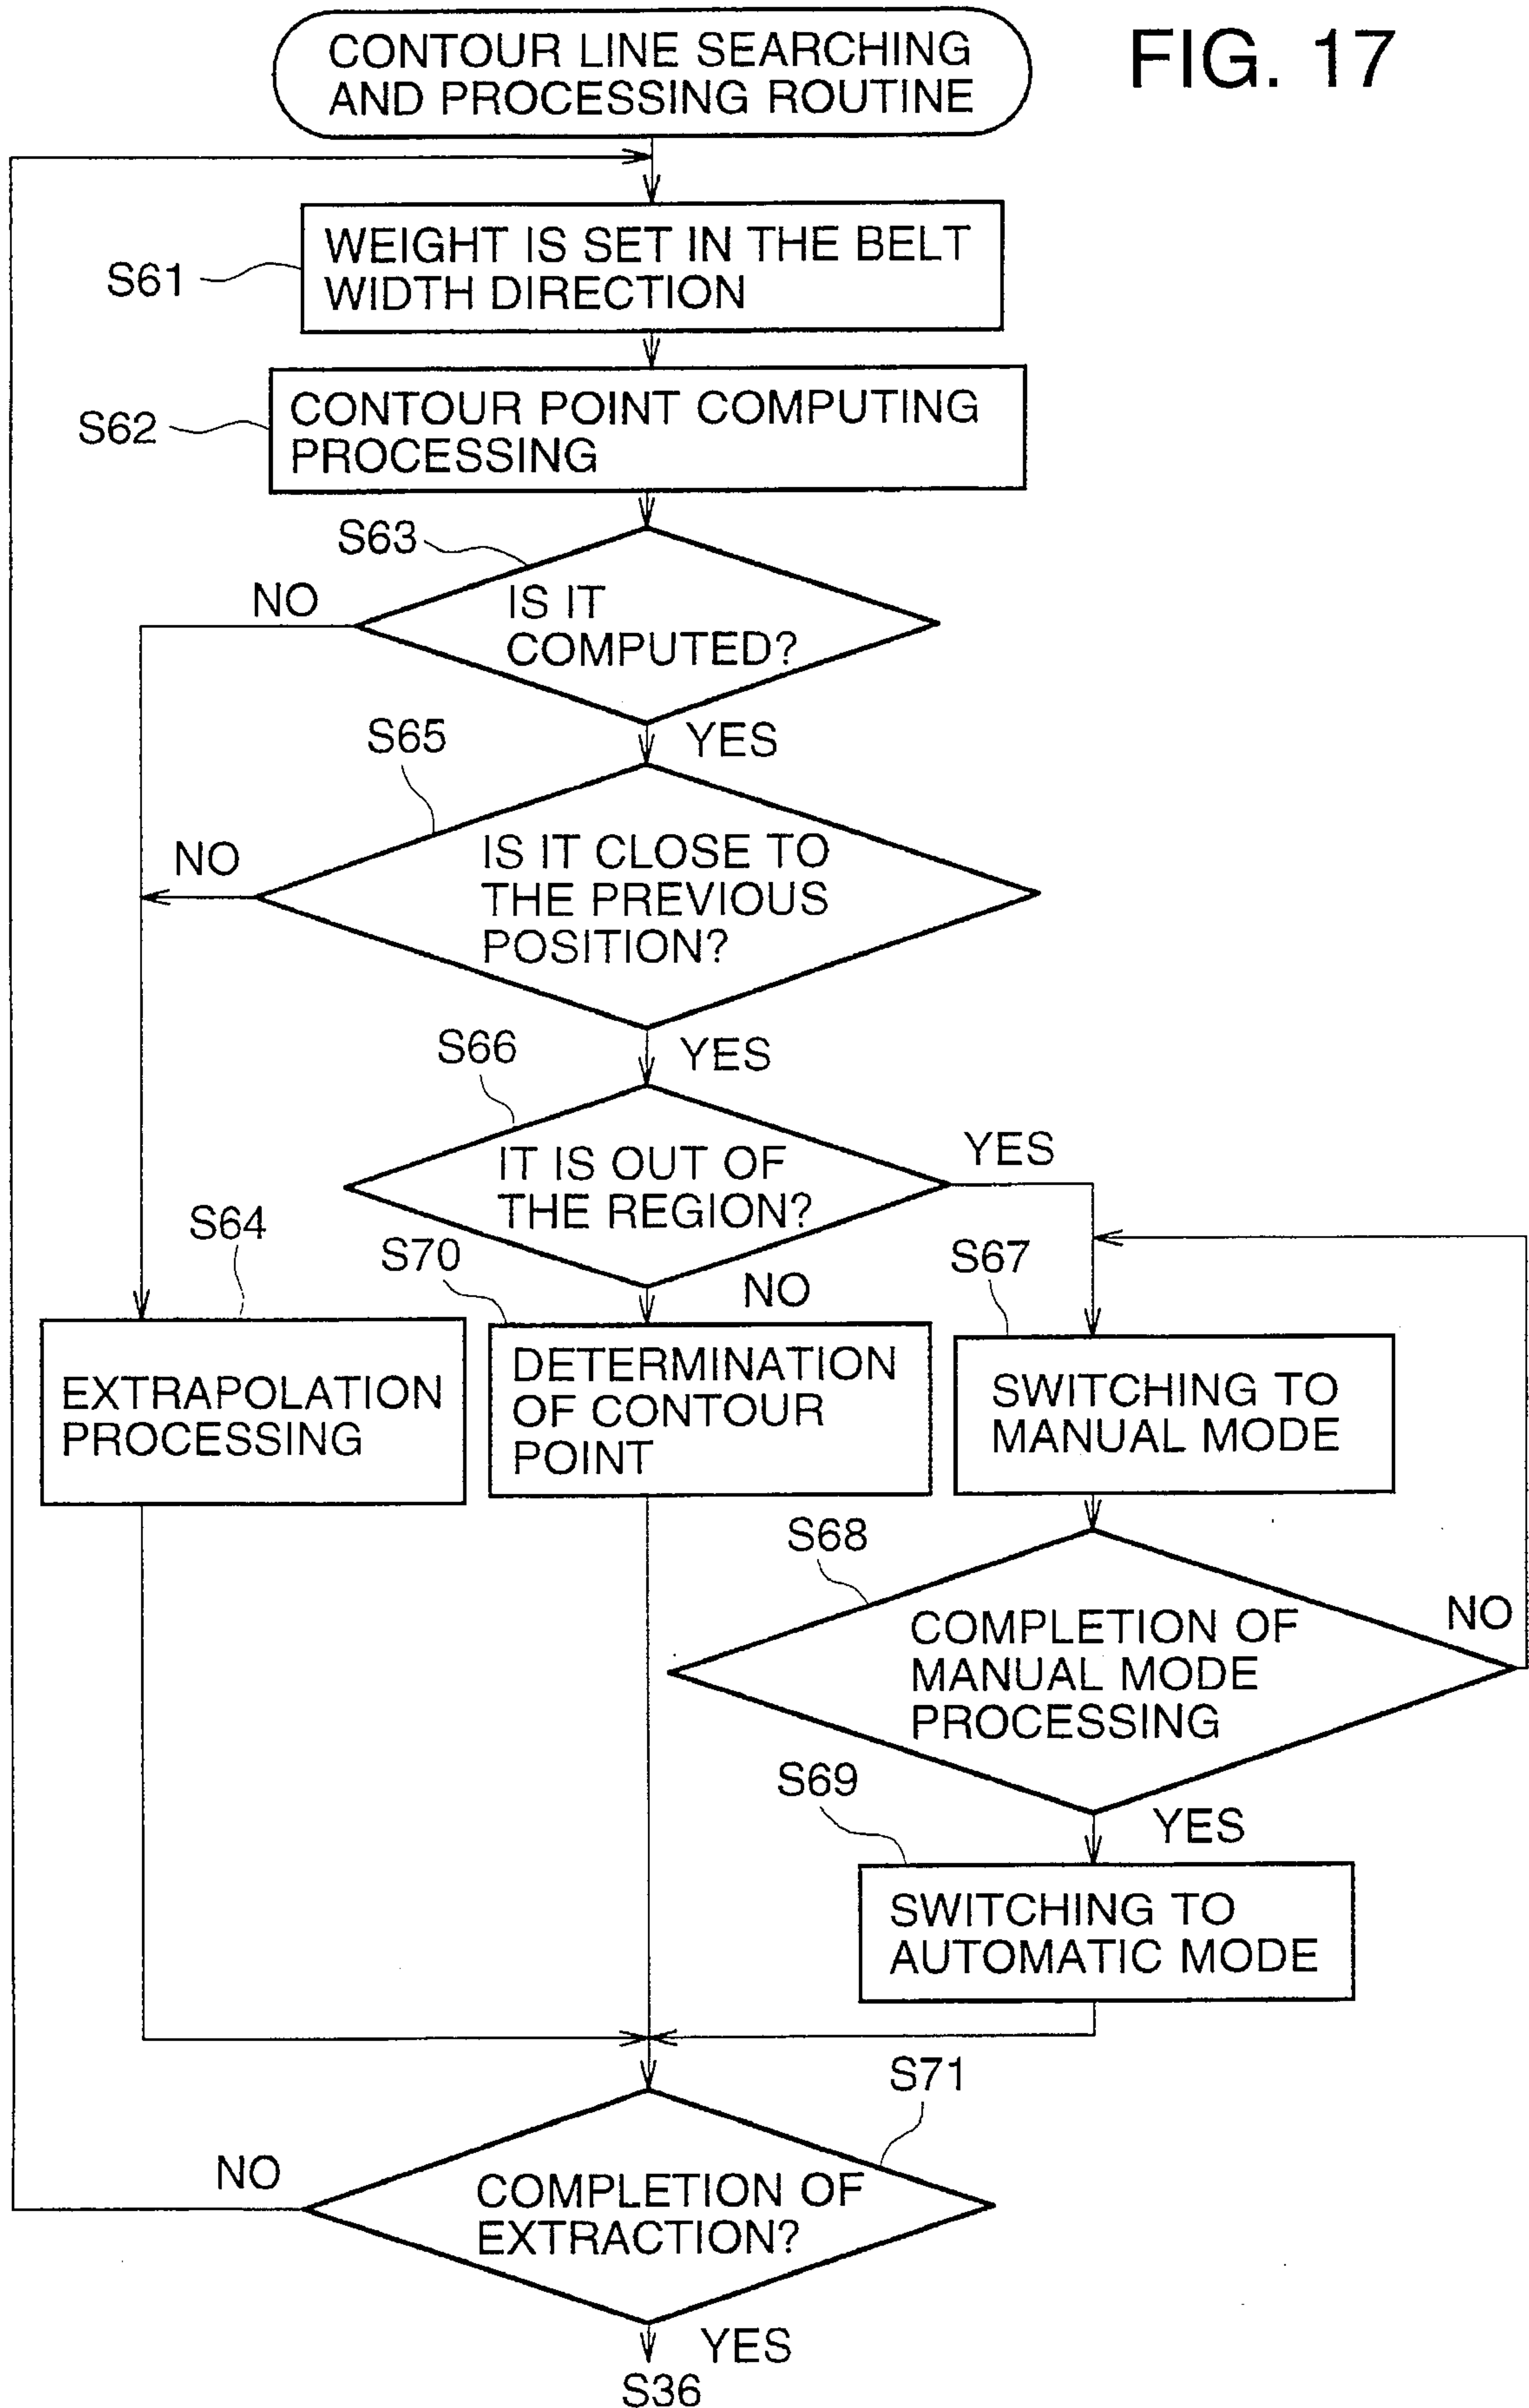 FIG. 17
CONTOUR LINE SEARCHING
AND PROCESSING ROUTINE
S61
WEIGHT IS SET IN THE BELT
WIDTH DIRECTION
S62
CONTOUR POINT COMPUTING
PROCESSING
S63
NO
IS IT
COMPUTED?
YES
S65
NO
IS IT CLOSE TO
THE PREVIOUS
POSITION?
YES
S66
IT IS OUT OF
THE REGION?
YES
NO
S64
EXTRAPOLATION
PROCESSING
S70
DETERMINATION
OF CONTOUR
POINT
S67
SWITCHING TO
MANUAL MODE
S68
COMPLETION OF
MANUAL MODE
PROCESSING
NO
YES
S69
SWITCHING TO
AUTOMATIC MODE
S71
NO
COMPLETION OF
EXTRACTION?
YES
S36